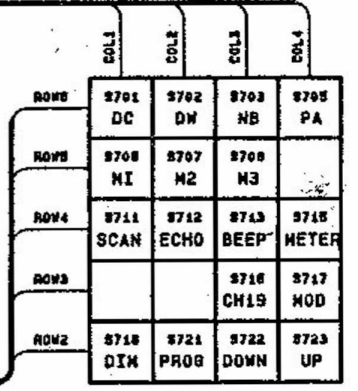 COL1 COL2 COL3 COL4
ROW6 S701 S702 S703 S705
DC DW NB PA
ROW5 S706 S707 S708
M1 M2 M3
ROW4 S711 S712 S713 S715
SCAN ECHO BEEP METER
ROW3 S716 S717
CH19 MOD
ROW2 S718 S721 S722 S723
DIM PROG DOWN UP